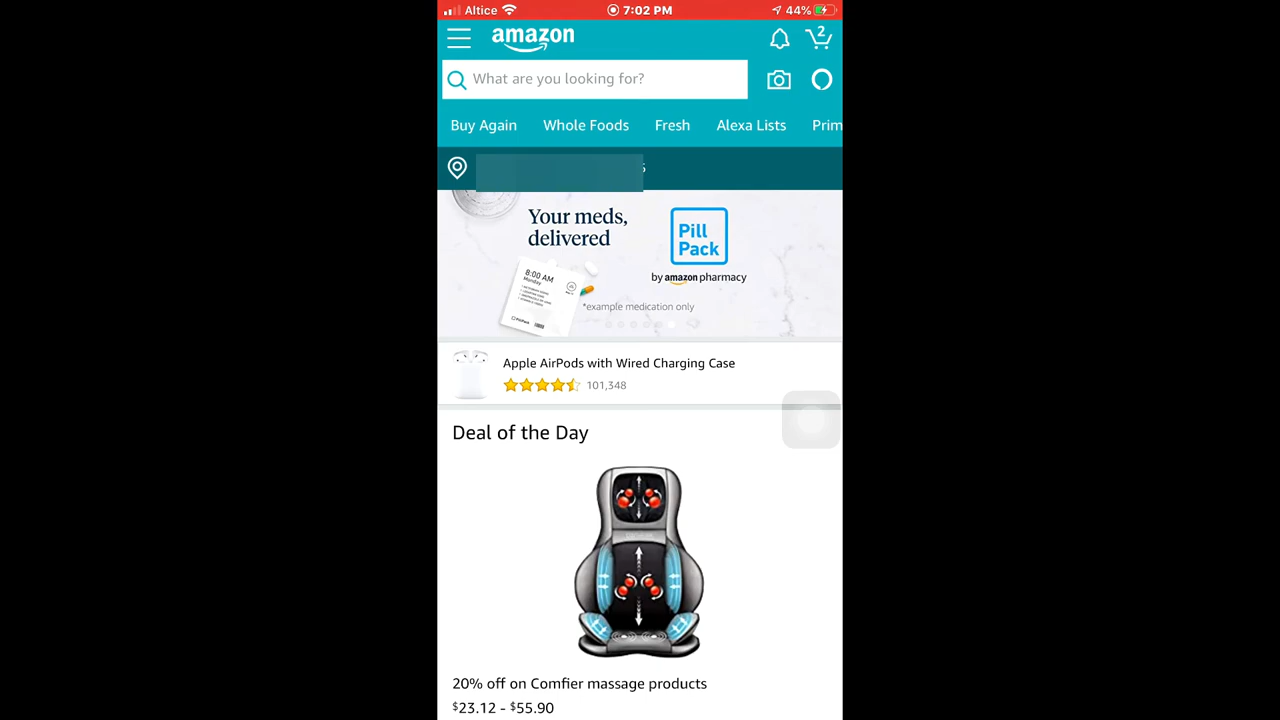 Altice 7:02 PM 44%
amazon 2
What are you looking for?
Buy Again Whole Foods Fresh Alexa Lists Prim
Your meds,
delivered
Pill
Pack
by amazon pharmacy
8:00 AM
Monday
*example medication only
Apple AirPods with Wired Charging Case
101,348
Deal of the Day
20% off on Comfier massage products
$23.12 - $55.90